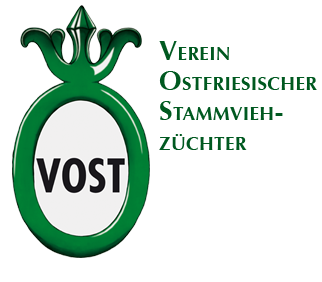 VOST
VEREIN
OSTFRIESISCHER
STAMMVIEH-
ZÜCHTER